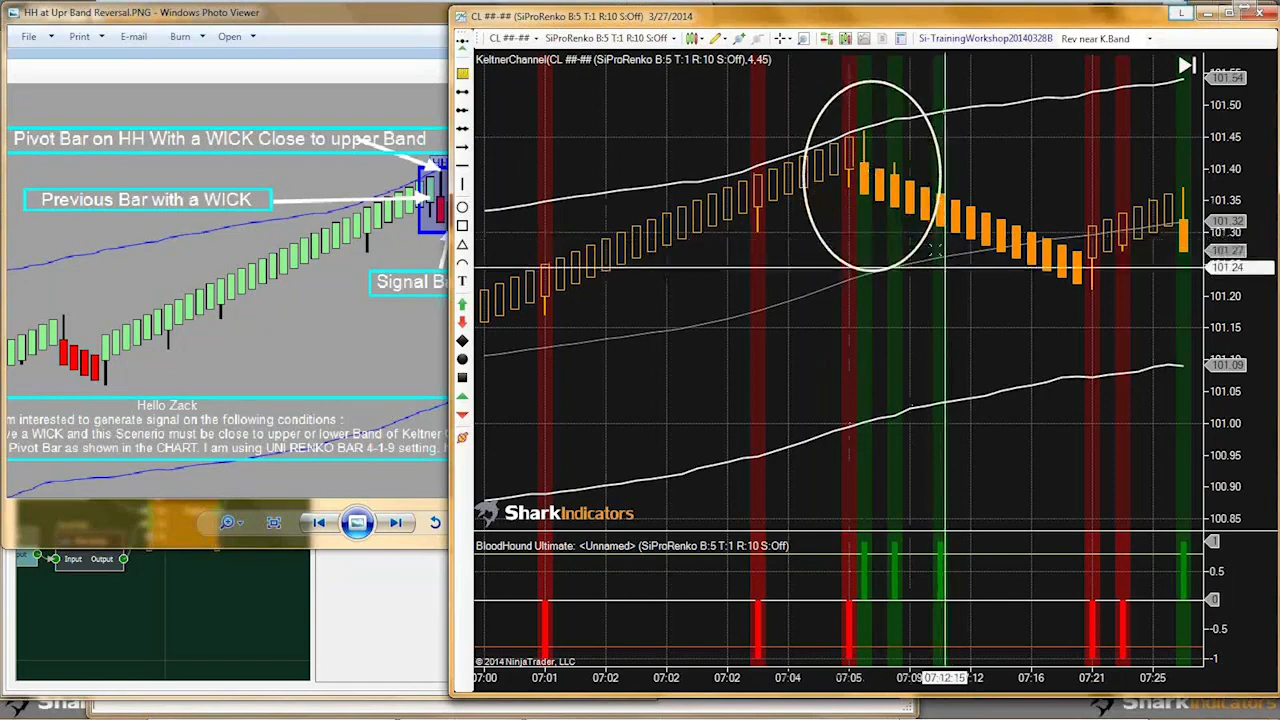 HH at Upr Band Reversal.PNG - Windows Photo Viewer
File Print E-mail Burn Open
Pivot Bar on HH With a WICK Close to upper Band
HH
Previous Bar with a WICK
Signal B
Hello Zack
m interested to generate signal on the following conditions :
ve a WICK and this Scenerio must be close to upper or lower Band of Keltner
Pivot Bar as shown in the CHART. I am using UNI RENKO BAR 4-1-9 setting.
Input Output
CL ##-## (SiProRenko B:5 T:1 R:10 S:Off) 3/27/2014
L
CL ##-## SiProRenko B:5 T:1 R:10 S:Off Si-TrainingWorkshop20140328B Rev near K.Band
T
KeltnerChannel(CL ##-## (SiProRenko B:5 T:1 R:10 S:Off),4,45)
101.54
101.50
101.45
101.40
101.35
101.32
101.30
101.27
101.24
101.20
101.15
101.09
101.05
101.00
100.95
100.90
100.85
SharkIndicators
BloodHound Ultimate: <Unnamed> (SiProRenko B:5 T:1 R:10 S:Off)
1
0.5
0
-0.5
-1
© 2014 NinjaTrader, LLC
07:00 07:01 07:02 07:02 07:04 07:05 07:09 07:12:15 07:16 07:21 07:25
SharkIndicators